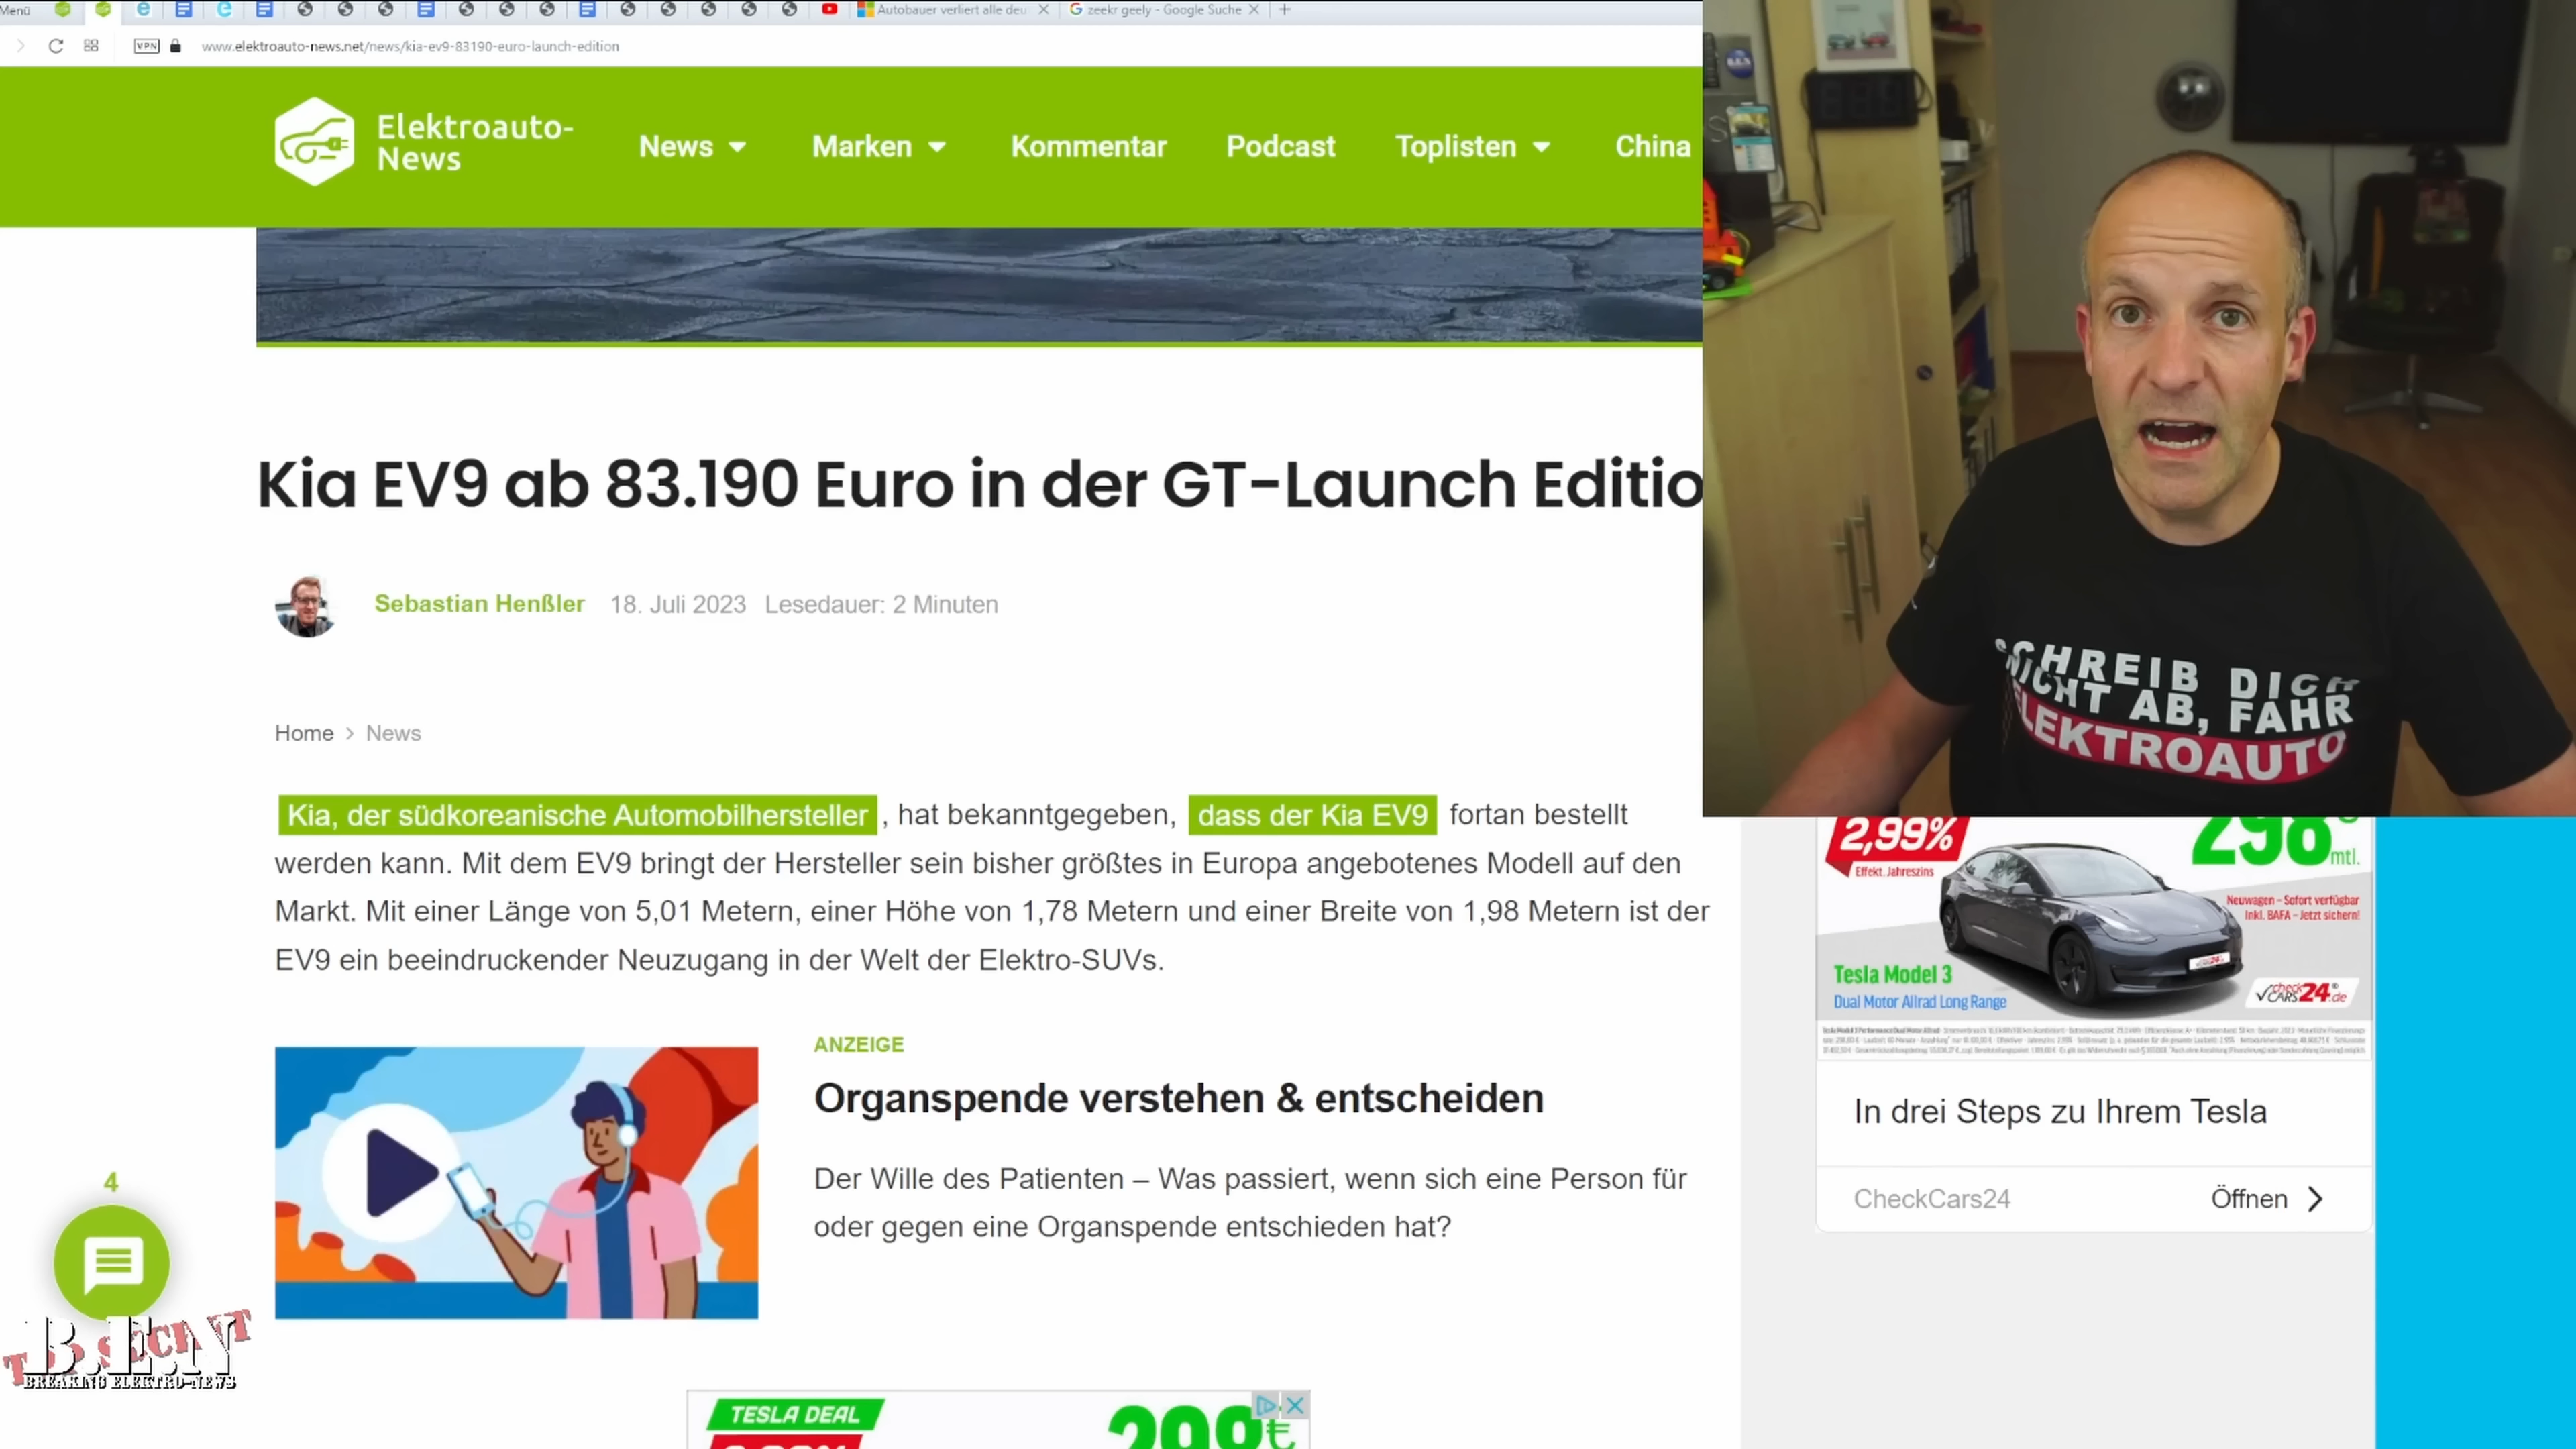 Menü
Autobauer verliert alle deu
zeekr geely - Google Suche
VPN
www.elektroauto-news.net/news/kia-ev9-83190-euro-launch-edition
Elektroauto-
News
News
Marken
Kommentar
Podcast
Toplisten
China
Kia EV9 ab 83.190 Euro in der GT-Launch Editio
Sebastian Henßler 18. Juli 2023 Lesedauer: 2 Minuten
Home > News
Kia, der südkoreanische Automobilhersteller , hat bekanntgegeben, dass der Kia EV9 fortan bestellt
werden kann. Mit dem EV9 bringt der Hersteller sein bisher größtes in Europa angebotenes Modell auf den
Markt. Mit einer Länge von 5,01 Metern, einer Höhe von 1,78 Metern und einer Breite von 1,98 Metern ist der
EV9 ein beeindruckender Neuzugang in der Welt der Elektro-SUVs.
ANZEIGE
Organspende verstehen & entscheiden
Der Wille des Patienten – Was passiert, wenn sich eine Person für
oder gegen eine Organspende entschieden hat?
4
B.E.N
BREAKING ELEKTRO-NEWS
TESLA DEAL
298€
SCHREIB DICH
NICHT AB, FAHR
ELEKTROAUTO
2,99%
Effekt. Jahreszins
298€
mtl.
Neuwagen – Sofort verfügbar
Inkl. BAFA – Jetzt sichern!
Tesla Model 3
Dual Motor Allrad Long Range
check CARS24.de
In drei Steps zu Ihrem Tesla
CheckCars24
Öffnen